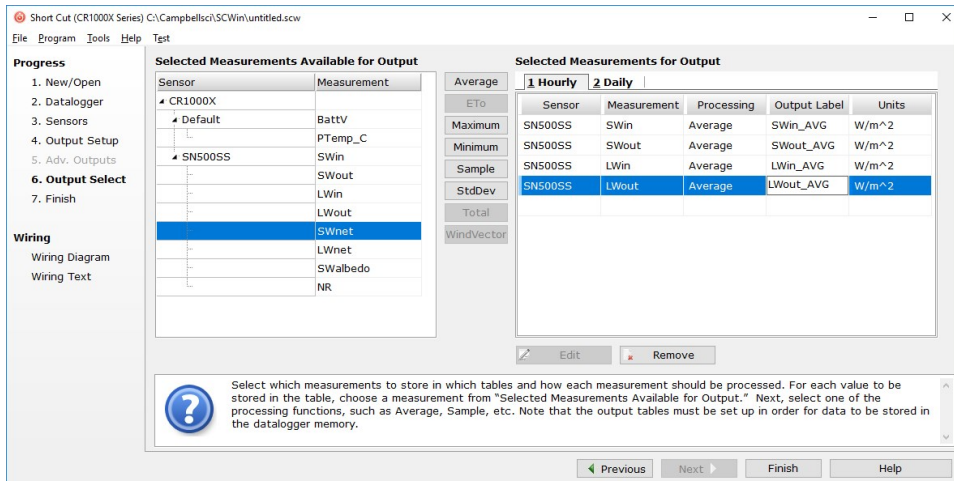 Short Cut (CR1000X Series) C:\Campbellsci\SCWin\untitled.scw
File Program Tools Help Test
Progress
1. New/Open
2. Datalogger
3. Sensors
4. Output Setup
5. Adv. Outputs
6. Output Select
7. Finish
Wiring
Wiring Diagram
Wiring Text
Selected Measurements Available for Output
Sensor Measurement
CR1000X
Default BattV
PTemp_C
SN500SS SWin
SWout
LWin
LWout
SWnet
LWnet
SWalbedo
NR
Average
ETo
Maximum
Minimum
Sample
StdDev
Total
WindVector
Selected Measurements for Output
1 Hourly 2 Daily
Sensor Measurement Processing Output Label Units
SN500SS SWin Average SWin_AVG W/m^2
SN500SS SWout Average SWout_AVG W/m^2
SN500SS LWin Average LWin_AVG W/m^2
SN500SS LWout Average LWout_AVG W/m^2
Edit Remove
Select which measurements to store in which tables and how each measurement should be processed. For each value to be
stored in the table, choose a measurement from “Selected Measurements Available for Output.” Next, select one of the
processing functions, such as Average, Sample, etc. Note that the output tables must be set up in order for data to be stored in
the datalogger memory.
Previous Next Finish Help